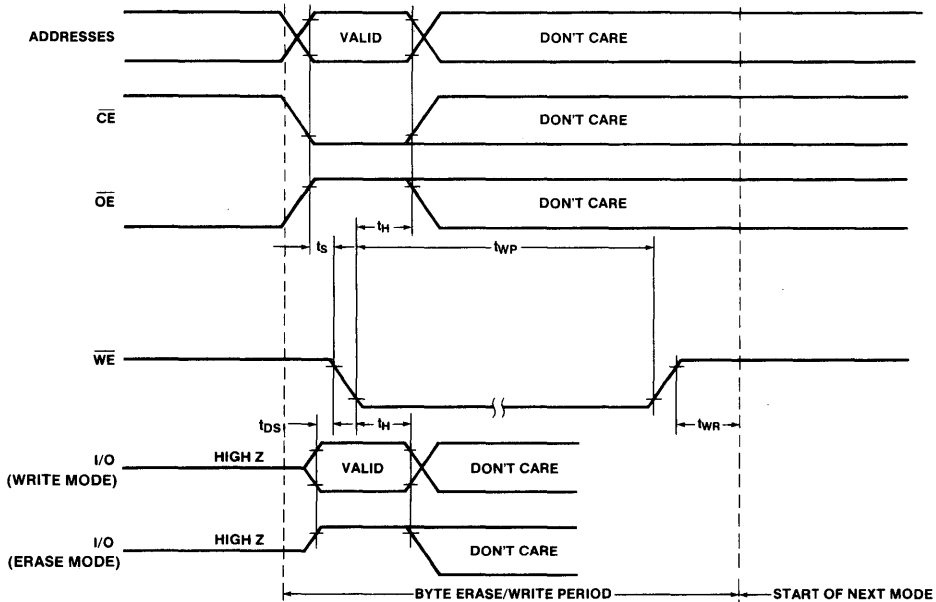 ADDRESSES
VALID
DON'T CARE
CE
DON'T CARE
OE
DON'T CARE
tS
tH
tWP
WE
tDS
tH
tWR
I/O
(WRITE MODE)
HIGH Z
VALID
DON'T CARE
I/O
(ERASE MODE)
HIGH Z
DON'T CARE
BYTE ERASE/WRITE PERIOD
START OF NEXT MODE